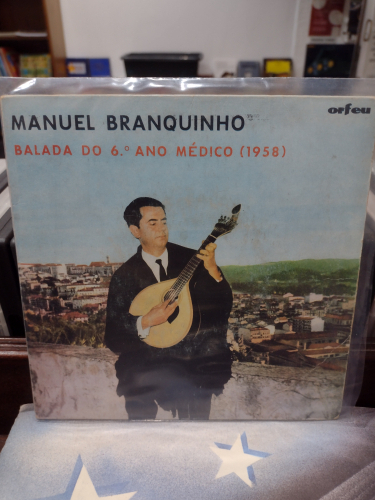 orfeu
MANUEL BRANQUINHO
BALADA DO 6.º ANO MÉDICO (1958)